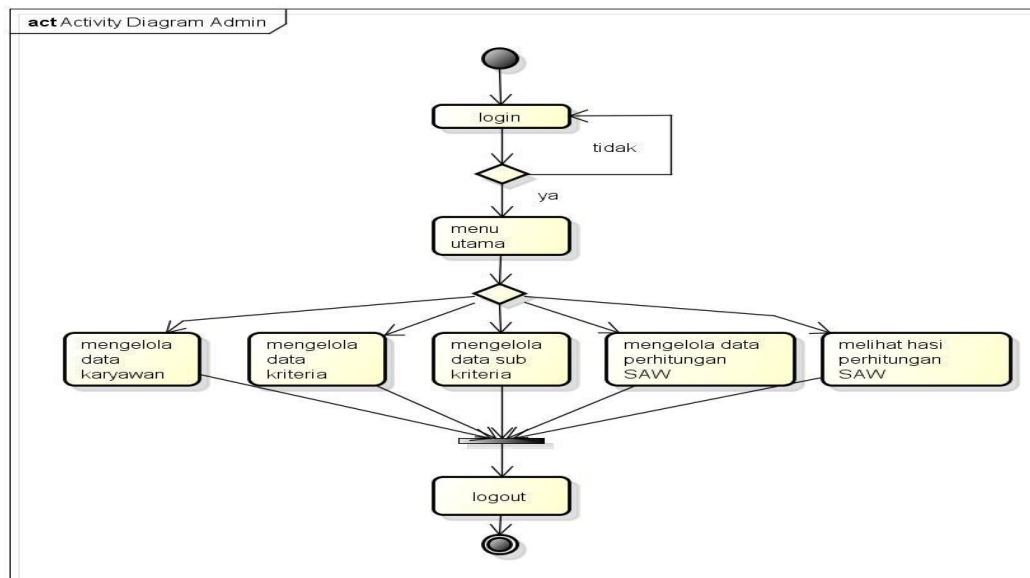 act Activity Diagram Admin
login
tidak
ya
menu
utama
mengelola
data
karyawan
mengelola
data
kriteria
mengelola
data sub
kriteria
mengelola data
perhitungan
SAW
melihat hasi
perhitungan
SAW
logout